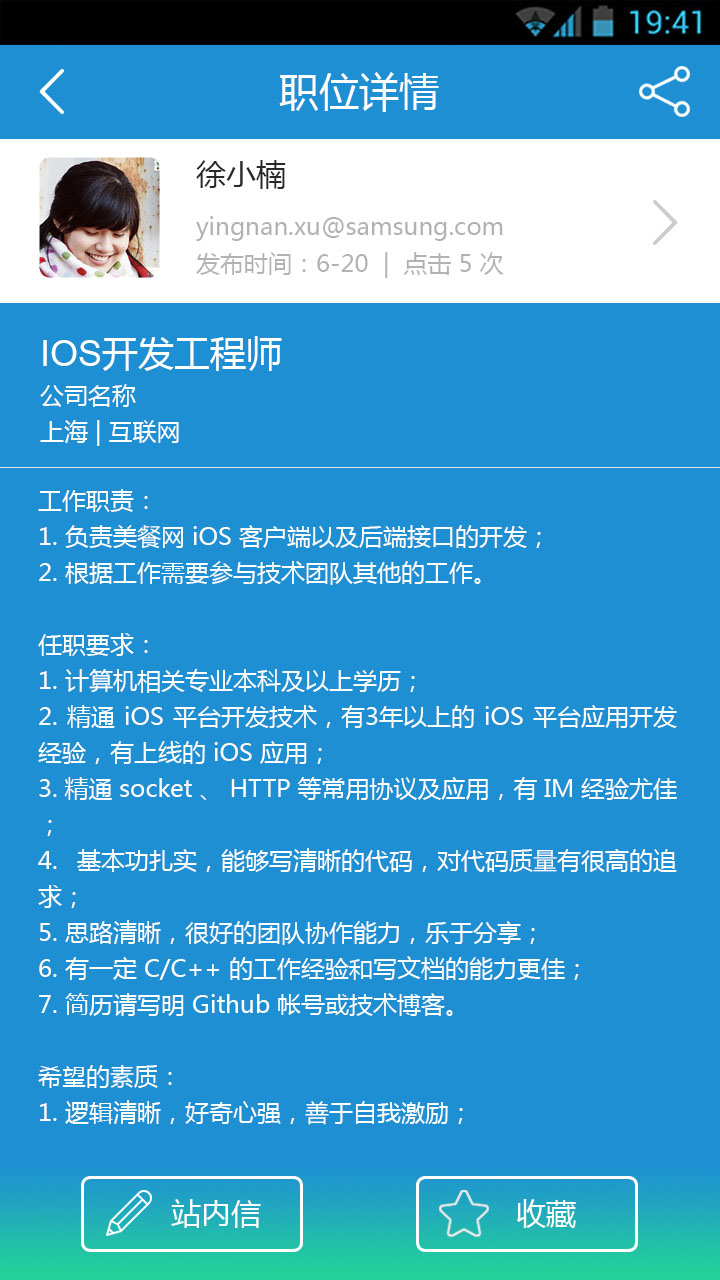 19:41
职位详情
徐小楠
yingnan.xu@samsung.com
发布时间：6-20 | 点击 5 次
IOS开发工程师
公司名称
上海 | 互联网
工作职责：
1. 负责美餐网 iOS 客户端以及后端接口的开发；
2. 根据工作需要参与技术团队其他的工作。
任职要求：
1. 计算机相关专业本科及以上学历；
2. 精通 iOS 平台开发技术，有3年以上的 iOS 平台应用开发
经验，有上线的 iOS 应用；
3. 精通 socket 、 HTTP 等常用协议及应用，有 IM 经验尤佳
；
4. 基本功扎实，能够写清晰的代码，对代码质量有很高的追
求；
5. 思路清晰，很好的团队协作能力，乐于分享；
6. 有一定 C/C++ 的工作经验和写文档的能力更佳；
7. 简历请写明 Github 帐号或技术博客。
希望的素质：
1. 逻辑清晰，好奇心强，善于自我激励；
站内信
收藏